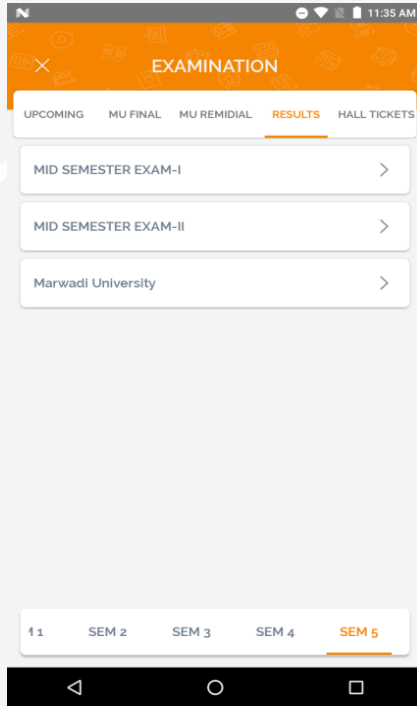 11:35 AM
EXAMINATION
UPCOMING MU FINAL MU REMIDIAL RESULTS HALL TICKETS
MID SEMESTER EXAM-I
MID SEMESTER EXAM-II
Marwadi University
1 SEM 2 SEM 3 SEM 4 SEM 5